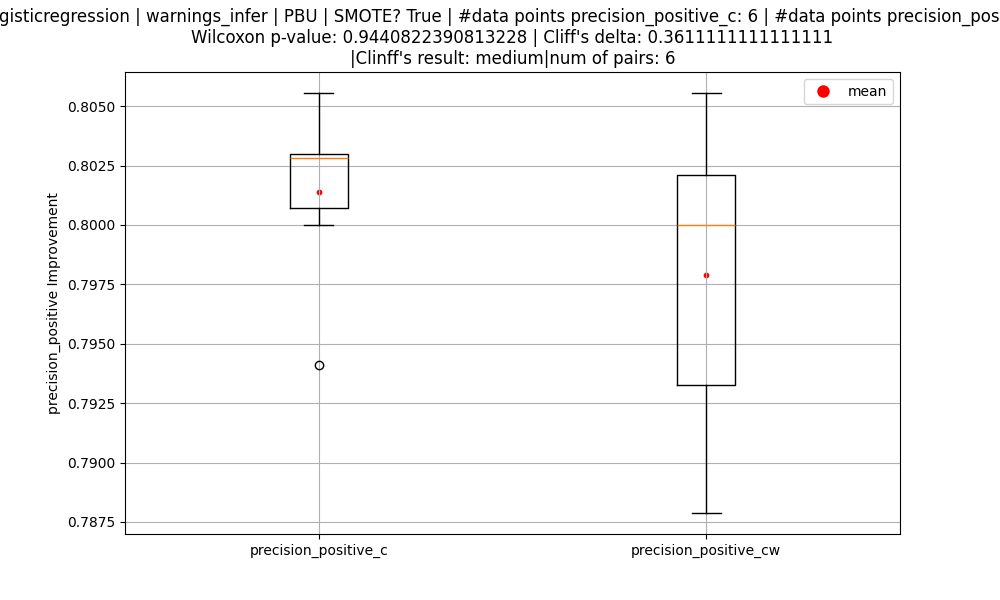 gisticregression | warnings_infer | PBU | SMOTE? True | #data points precision_positive_c: 6 | #data points precision_pos
Wilcoxon p-value: 0.9440822390813228 | Cliff's delta: 0.3611111111111111
|Clinff's result: medium|num of pairs: 6
mean
0.8050
0.8025
0.8000
0.7975
0.7950
0.7925
0.7900
0.7875
precision_positive Improvement
precision_positive_c
precision_positive_cw